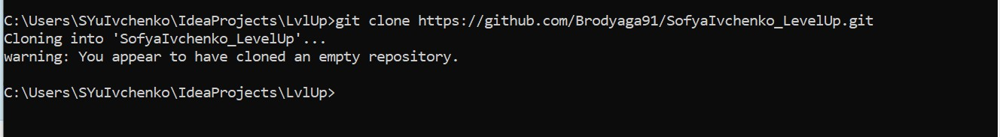 C:\Users\SYuIvchenko\IdeaProjects\LvlUp>git clone https://github.com/Brodyaga91/SofyaIvchenko_LevelUp.git
Cloning into 'SofyaIvchenko_LevelUp'...
warning: You appear to have cloned an empty repository.
C:\Users\SYuIvchenko\IdeaProjects\LvlUp>